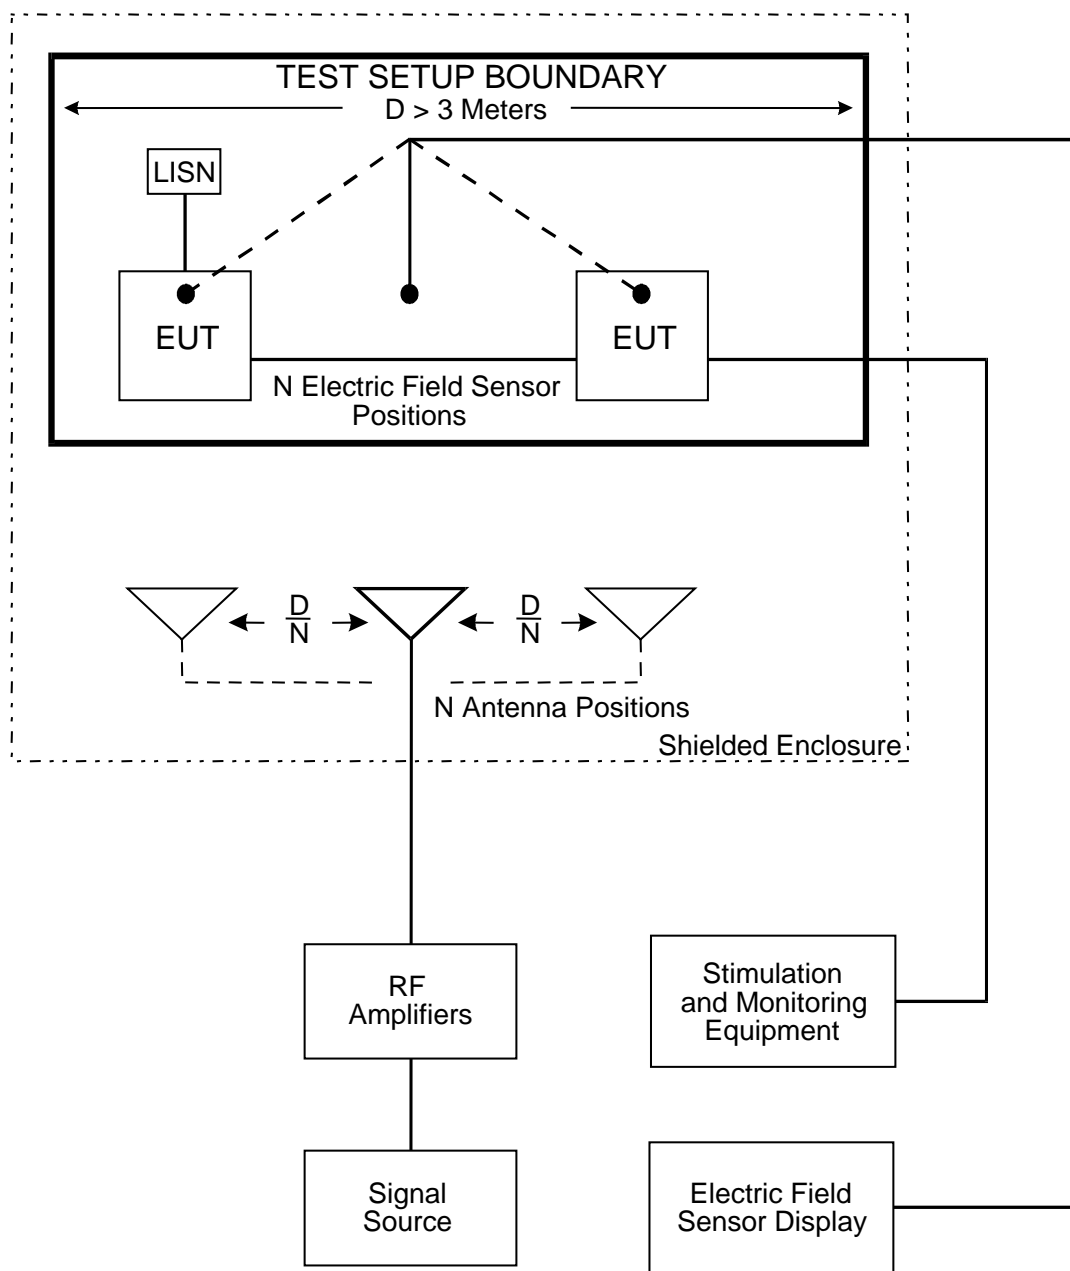 TEST SETUP BOUNDARY
D > 3 Meters
LISN
EUT
EUT
N Electric Field Sensor
Positions
D
N
D
N
N Antenna Positions
Shielded Enclosure
RF
Amplifiers
Stimulation
and Monitoring
Equipment
Signal
Source
Electric Field
Sensor Display